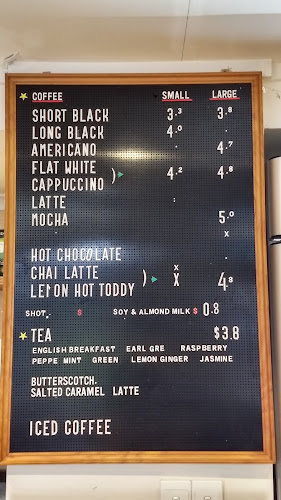 COFFEE SMALL LARGE
SHORT BLACK 3.3 3.8
LONG BLACK 4.0
AMERICANO 4.7
FLAT WHITE
CAPPUCCINO 4.2 4.8
LATTE
MOCHA 5.0
x
HOT CHOCOLATE
CHAI LATTE x
LEMON HOT TODDY X 4.8
SHOT $ SOY & ALMOND MILK $ 0.8
TEA $3.8
ENGLISH BREAKFAST EARL GRE RASPBERRY
PEPPE MINT GREEN LEMON GINGER JASMINE
BUTTERSCOTCH.
SALTED CARAMEL LATTE
ICED COFFEE